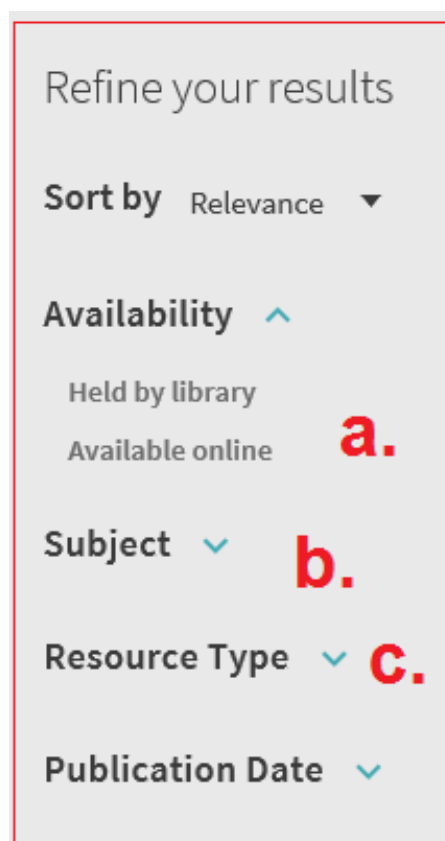 Refine your results
Sort by Relevance
Availability
Held by library
a.
Available online
Subject
b.
Resource Type c.
Publication Date